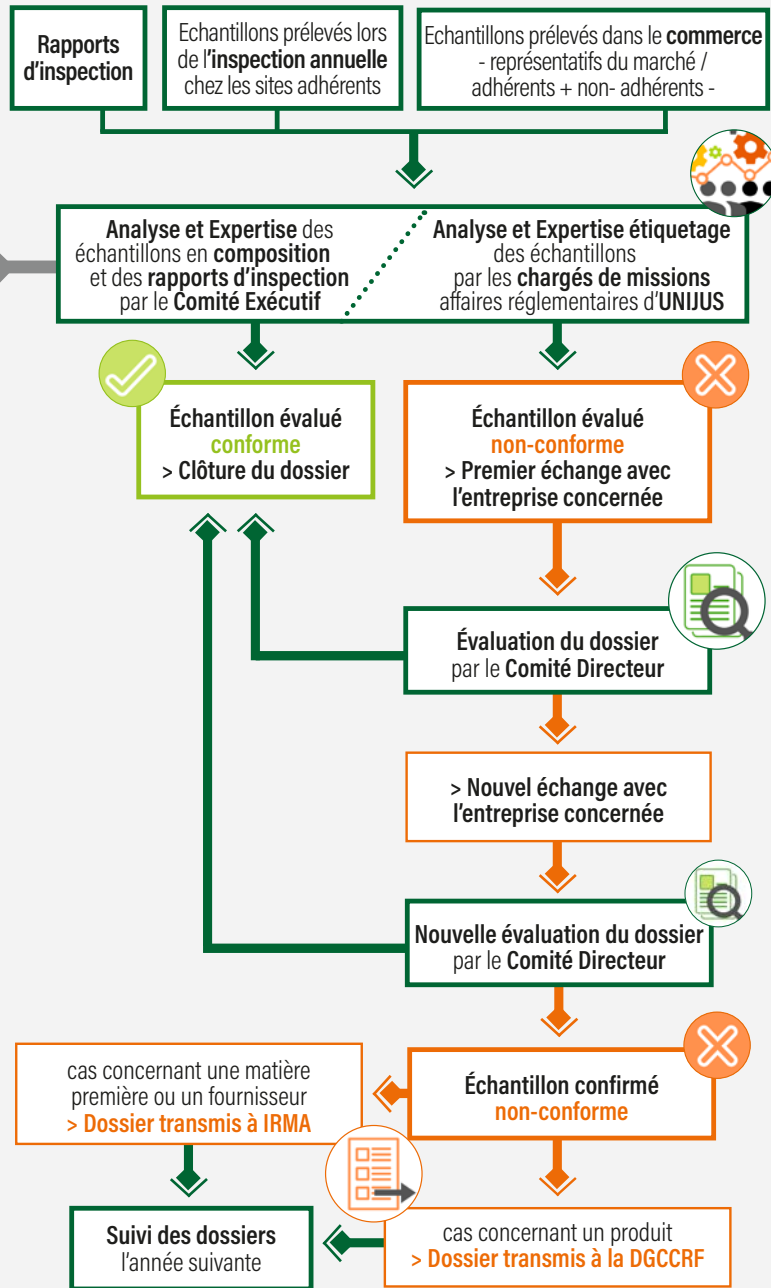 Rapports
d'inspection
Echantillons prélevés lors
de l'inspection annuelle
chez les sites adhérents
Echantillons prélevés dans le commerce
- représentatifs du marché /
adhérents + non- adhérents -
Analyse et Expertise des
échantillons en composition
et des rapports d'inspection
par le Comité Exécutif
Analyse et Expertise étiquetage
des échantillons
par les chargés de missions
affaires réglementaires d'UNIJUS
Échantillon évalué
conforme
> Clôture du dossier
Échantillon évalué
non-conforme
> Premier échange avec
l'entreprise concernée
Évaluation du dossier
par le Comité Directeur
> Nouvel échange avec
l'entreprise concernée
Nouvelle évaluation du dossier
par le Comité Directeur
Échantillon confirmé
non-conforme
cas concernant une matière
première ou un fournisseur
> Dossier transmis à IRMA
cas concernant un produit
> Dossier transmis à la DGCCRF
Suivi des dossiers
l'année suivante